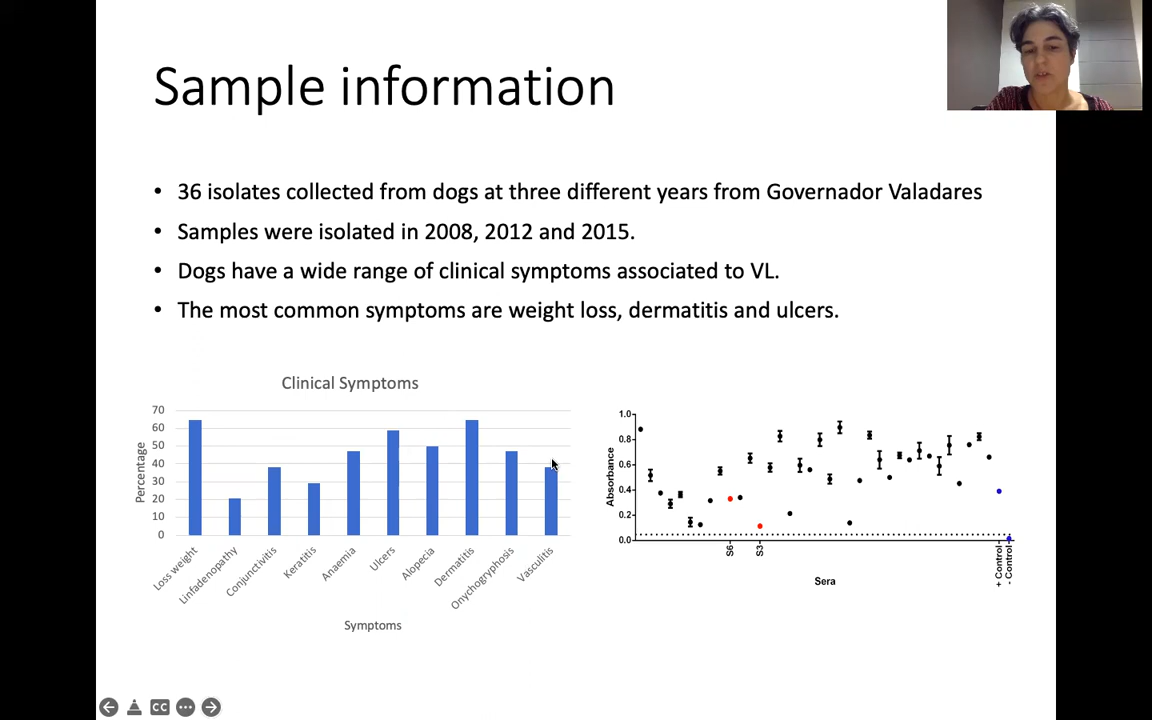 Sample information
• 36 isolates collected from dogs at three different years from Governador Valadares
• Samples were isolated in 2008, 2012 and 2015.
• Dogs have a wide range of clinical symptoms associated to VL.
• The most common symptoms are weight loss, dermatitis and ulcers.
Clinical Symptoms
70
60
50
40
30
20
10
0
Percentage
Loss weight
Linfadenopathy
Conjunctivitis
Keratitis
Anaemia
Ulcers
Alopecia
Dermatitis
Onychogryphosis
Vasculitis
Symptoms
1.0
0.8
0.6
0.4
0.2
0.0
Absorbance
S6
S3
+ Control
- Control
Sera
CC